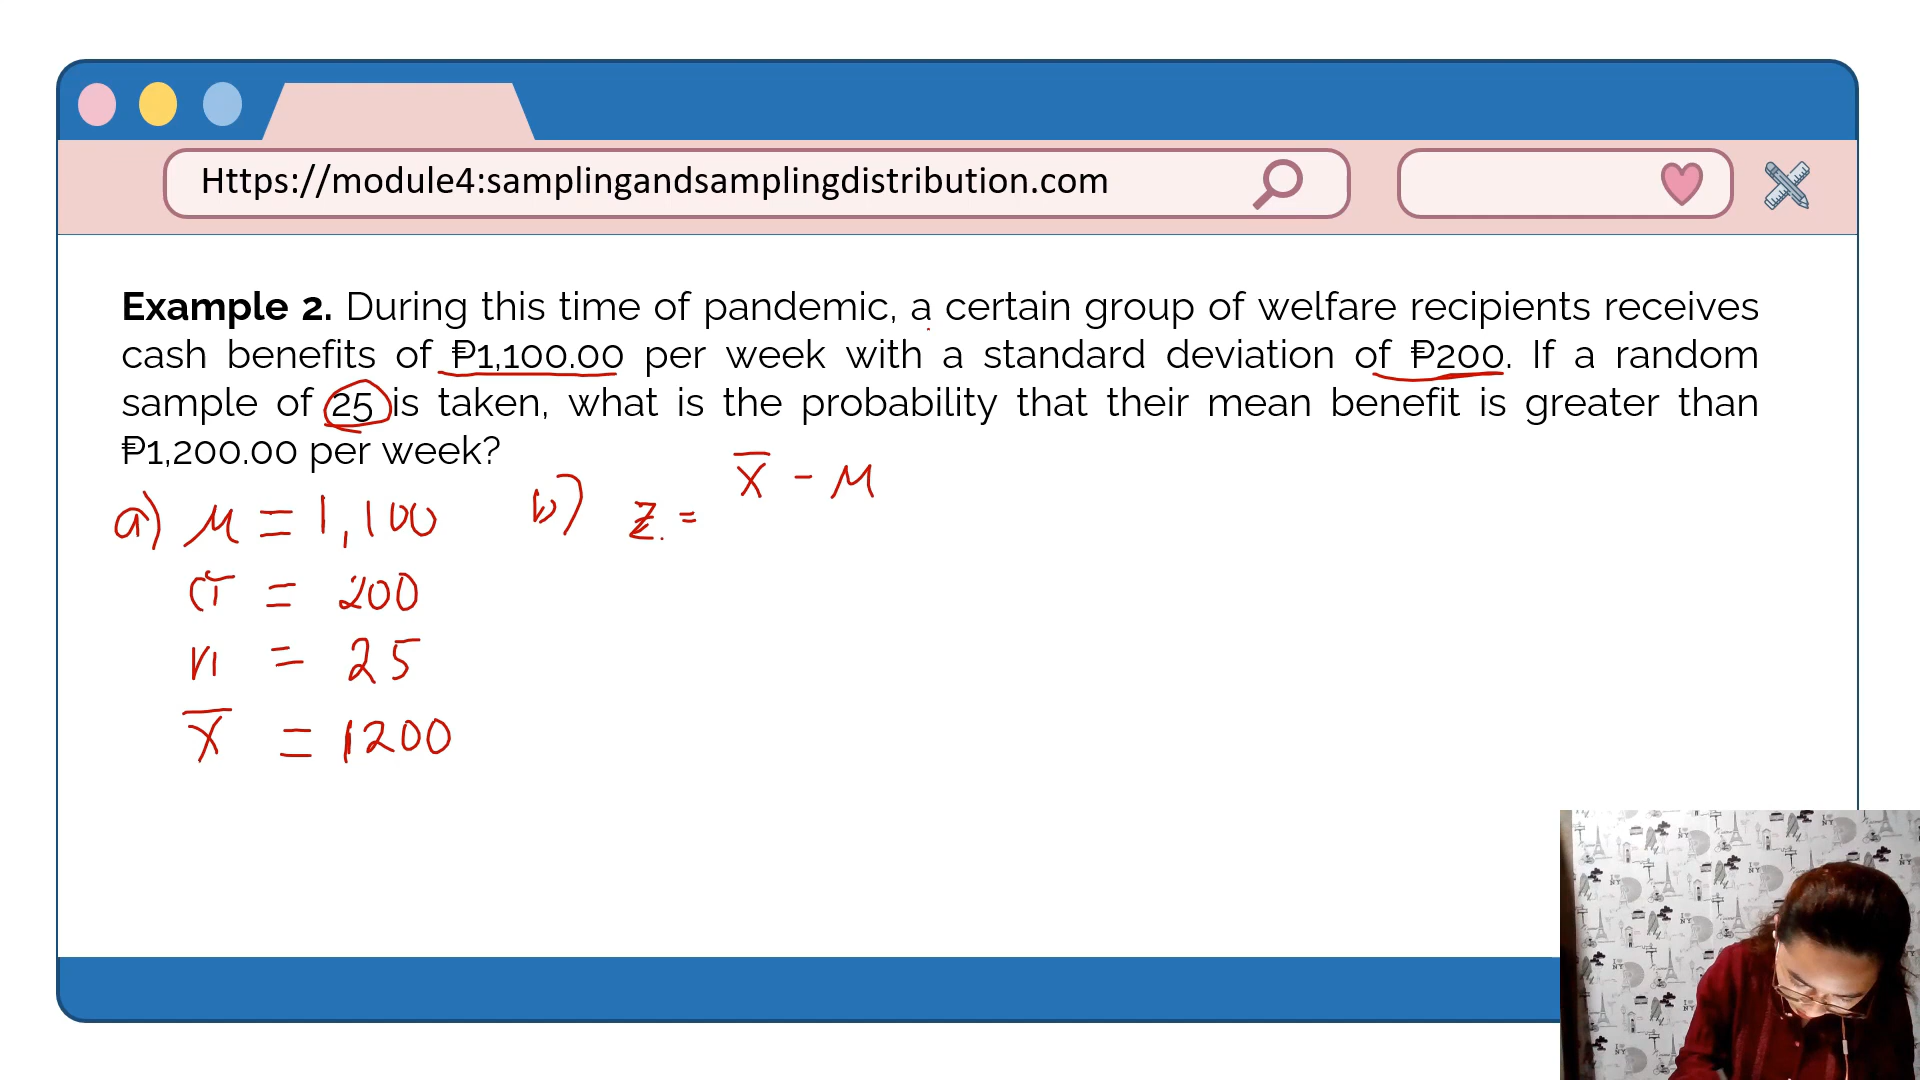 Https://module4:samplingandsamplingdistribution.com
Example 2. During this time of pandemic, a certain group of welfare recipients receives
cash benefits of ₱1,100.00 per week with a standard deviation of ₱200. If a random
sample of 25 is taken, what is the probability that their mean benefit is greater than
₱1,200.00 per week?
a) μ = 1,100
σ = 200
n = 25
x̄ = 1200
b) z = x̄ - μ